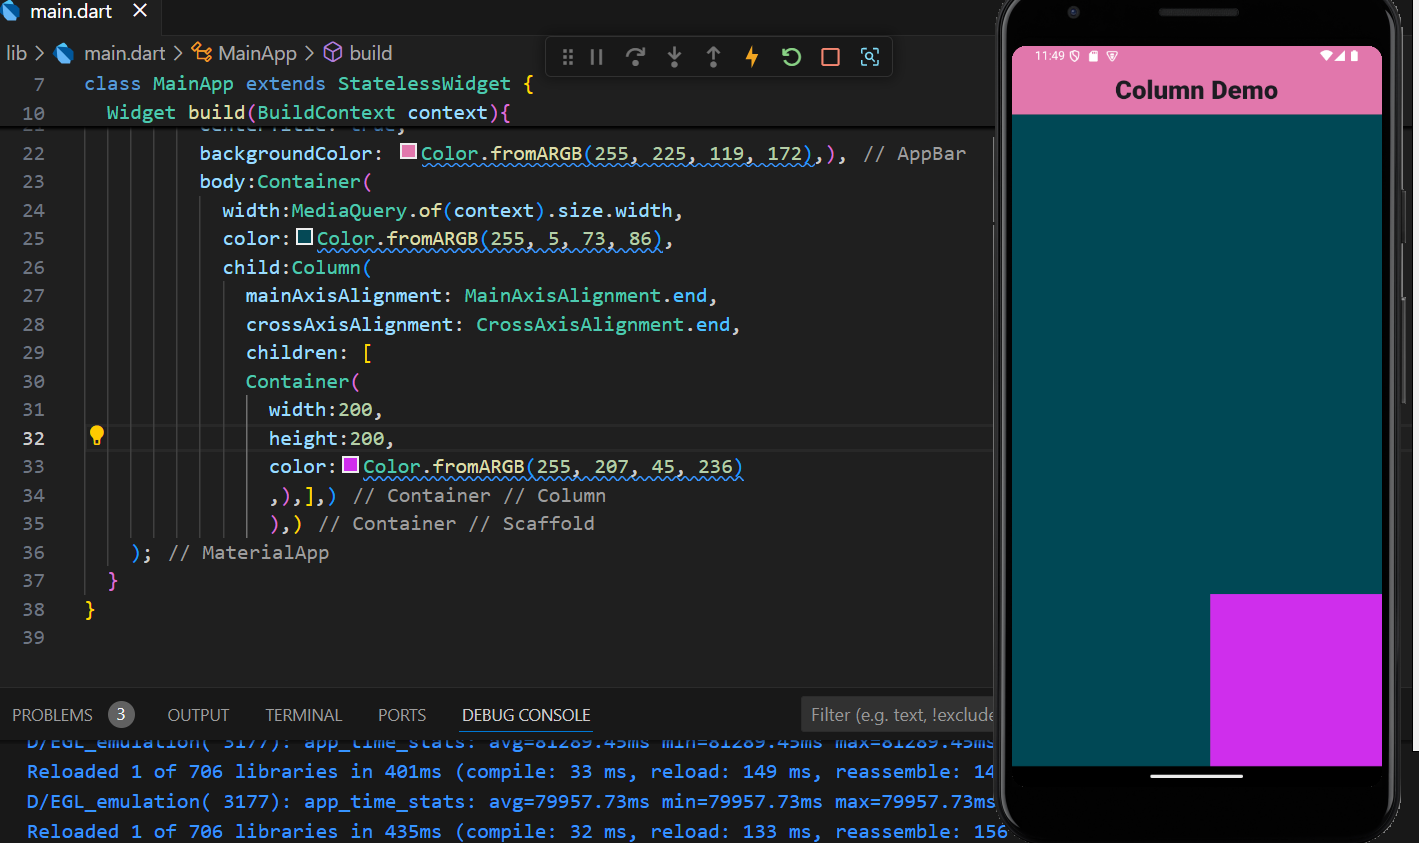 main.dart
lib > main.dart > MainApp > build
7 class MainApp extends StatelessWidget {
10 Widget build(BuildContext context){
21 centerTitle: true,
22 backgroundColor: Color.fromARGB(255, 225, 119, 172),), // AppBar
23 body:Container(
24 width:MediaQuery.of(context).size.width,
25 color:Color.fromARGB(255, 5, 73, 86),
26 child:Column(
27 mainAxisAlignment: MainAxisAlignment.end,
28 crossAxisAlignment: CrossAxisAlignment.end,
29 children: [
30 Container(
31 width:200,
32 height:200,
33 color:Color.fromARGB(255, 207, 45, 236)
34 ,),],) // Container // Column
35 ),) // Container // Scaffold
36 ); // MaterialApp
37 }
38 }
39
PROBLEMS 3 OUTPUT TERMINAL PORTS DEBUG CONSOLE Filter (e.g. text, !exclude
D/EGL_emulation( 3177): app_time_stats: avg=81289.45ms min=81289.45ms max=81289.45ms
Reloaded 1 of 706 libraries in 401ms (compile: 33 ms, reload: 149 ms, reassemble: 14
D/EGL_emulation( 3177): app_time_stats: avg=79957.73ms min=79957.73ms max=79957.73ms
Reloaded 1 of 706 libraries in 435ms (compile: 32 ms, reload: 133 ms, reassemble: 156
11:49
Column Demo